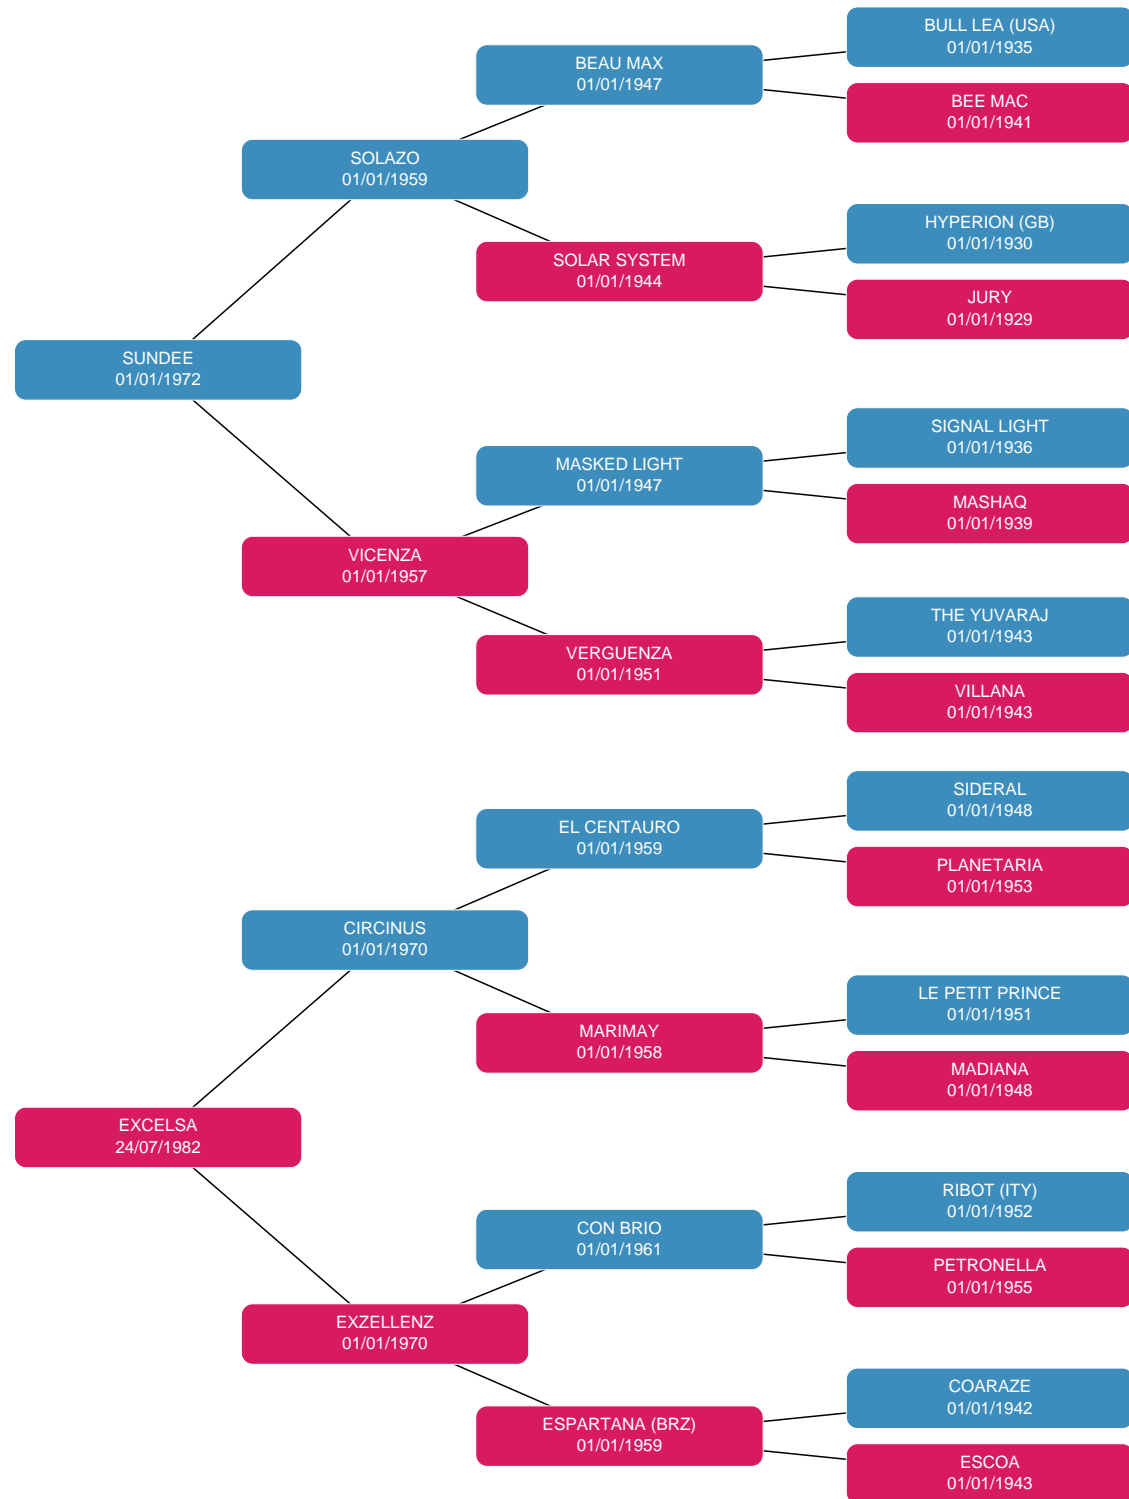 BULL LEA (USA)
01/01/1935
BEAU MAX
01/01/1947
BEE MAC
01/01/1941
SOLAZO
01/01/1959
HYPERION (GB)
01/01/1930
SOLAR SYSTEM
01/01/1944
JURY
01/01/1929
SUNDEE
01/01/1972
SIGNAL LIGHT
01/01/1936
MASKED LIGHT
01/01/1947
MASHAQ
01/01/1939
VICENZA
01/01/1957
THE YUVARAJ
01/01/1943
VERGUENZA
01/01/1951
VILLANA
01/01/1943
SIDERAL
01/01/1948
EL CENTAURO
01/01/1959
PLANETARIA
01/01/1953
CIRCINUS
01/01/1970
LE PETIT PRINCE
01/01/1951
MARIMAY
01/01/1958
MADIANA
01/01/1948
EXCELSA
24/07/1982
RIBOT (ITY)
01/01/1952
CON BRIO
01/01/1961
PETRONELLA
01/01/1955
EXZELLENZ
01/01/1970
COARAZE
01/01/1942
ESPARTANA (BRZ)
01/01/1959
ESCOA
01/01/1943